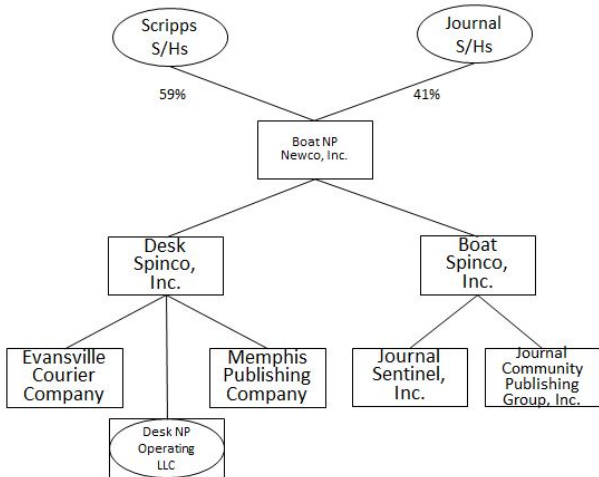 Scripps
S/Hs
Journal
S/Hs
59%
41%
Boat NP
Newco, Inc.
Desk
Spinco,
Inc.
Boat
Spinco,
Inc.
Evansville
Courier
Company
Memphis
Publishing
Company
Journal
Sentinel,
Inc.
Journal
Community
Publishing
Group, Inc.
Desk NP
Operating
LLC